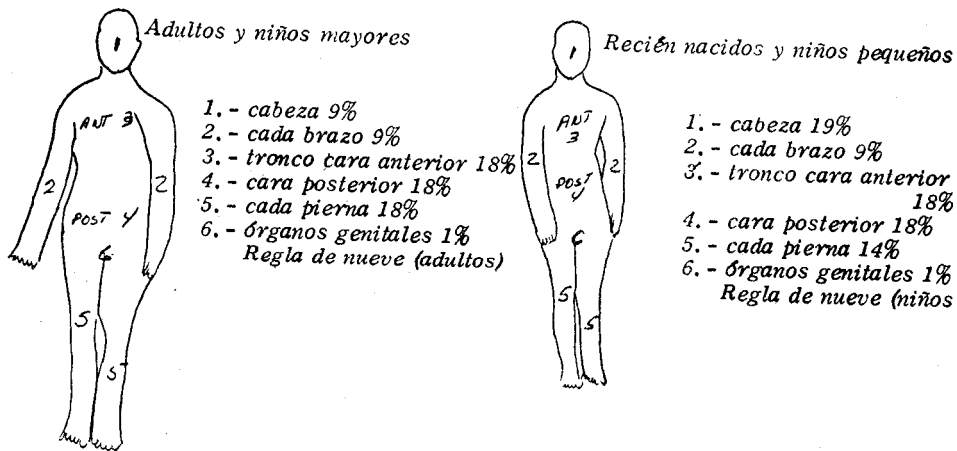 Adultos y niños mayores
1
ANT 3
2
2
POST 4
6
5
5
1. - cabeza 9%
2. - cada brazo 9%
3. - tronco cara anterior 18%
4. - cara posterior 18%
5. - cada pierna 18%
6. - órganos genitales 1%
Regla de nueve (adultos)
Recién nacidos y niños pequeños
1
ANT
3
2
2
POST
4
6
5
5
1. - cabeza 19%
2. - cada brazo 9%
3. - tronco cara anterior
18%
4. - cara posterior 18%
5. - cada pierna 14%
6. - órganos genitales 1%
Regla de nueve (niños